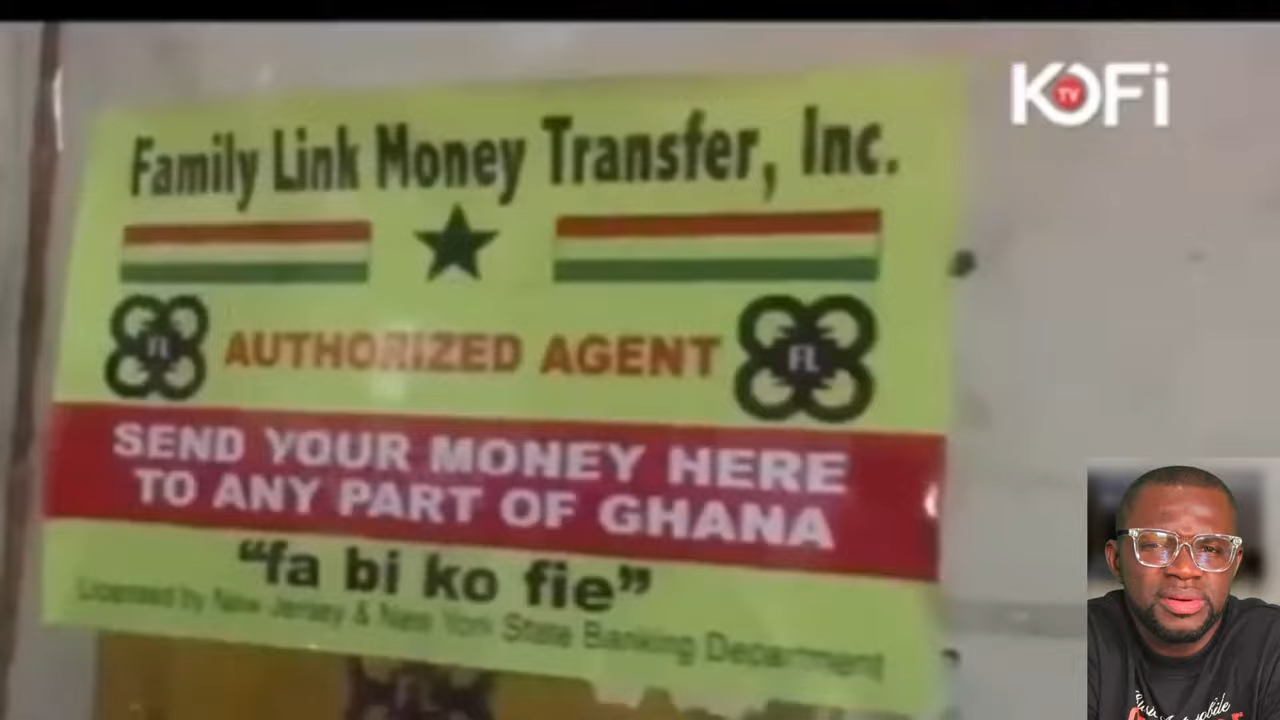 KOFi
TV
Family Link Money Transfer, Inc.
FL AUTHORIZED AGENT FL
SEND YOUR MONEY HERE
TO ANY PART OF GHANA
“fa bi ko fie”
Licensed by New Jersey & New York State Banking Department